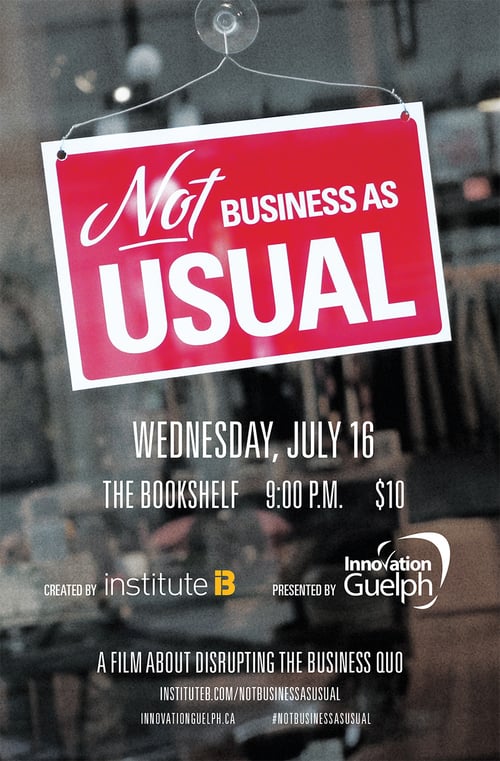 Not BUSINESS AS
USUAL
WEDNESDAY, JULY 16
THE BOOKSHELF 9:00 P.M. $10
CREATED BY institute B PRESENTED BY Innovation Guelph
A FILM ABOUT DISRUPTING THE BUSINESS QUO
INSTITUTEB.COM/NOTBUSINESSASUSUAL
INNOVATIONGUELPH.CA #NOTBUSINESSASUSUAL